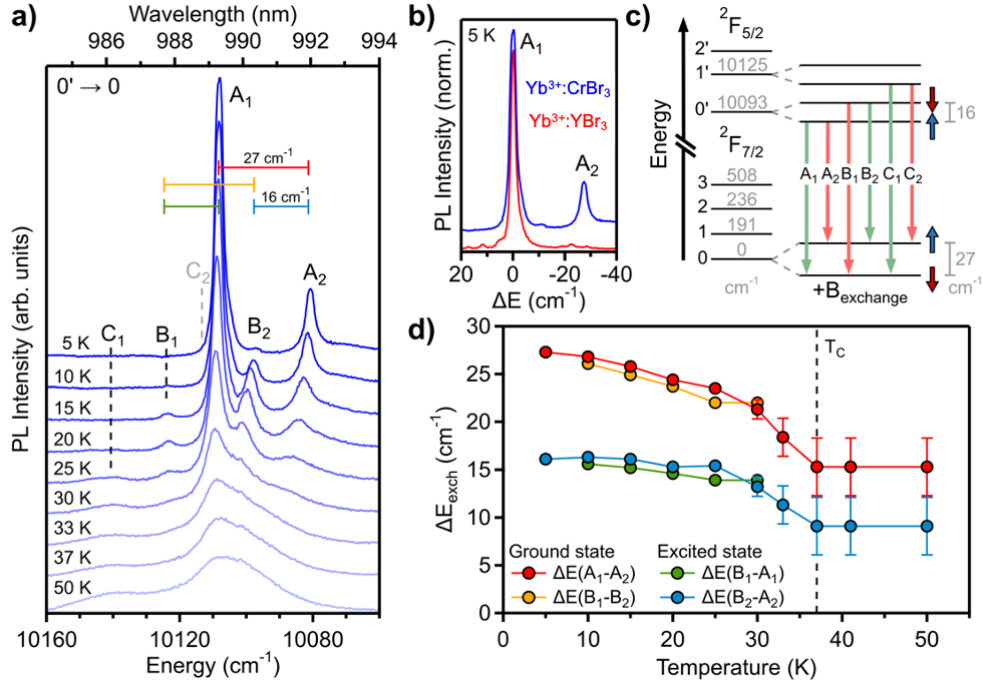 a)
Wavelength (nm)
986 988 990 992 994
0' → 0
A₁
27 cm⁻¹
16 cm⁻¹
C₂
A₂
C₁ B₁ B₂
5 K
10 K
15 K
20 K
25 K
30 K
33 K
37 K
50 K
PL Intensity (arb. units)
10160 10120 10080
Energy (cm⁻¹)
b)
5 K
A₁
Yb³⁺:CrBr₃
Yb³⁺:YBr₃
A₂
PL Intensity (norm.)
20 0 -20 -40
ΔE (cm⁻¹)
c)
Energy
²F₅/₂
2'
1' 10125
0' 10093
16
²F₇/₂
3 508
2 236
1 191
0 0
cm⁻¹
A₁ A₂ B₁ B₂ C₁ C₂
27
cm⁻¹
+B_exchange
d)
30
25
20
15
10
5
0
ΔE_exch (cm⁻¹)
T_C
Ground state Excited state
ΔE(A₁-A₂) ΔE(B₁-A₁)
ΔE(B₁-B₂) ΔE(B₂-A₂)
0 10 20 30 40 50
Temperature (K)